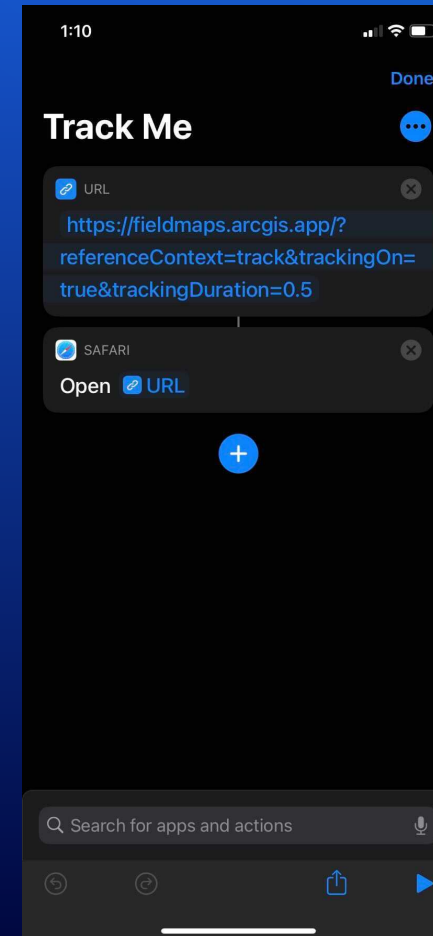 1:10
Done
Track Me
URL
https://fieldmaps.arcgis.app/?
referenceContext=track&trackingOn=
true&trackingDuration=0.5
SAFARI
Open URL
Search for apps and actions